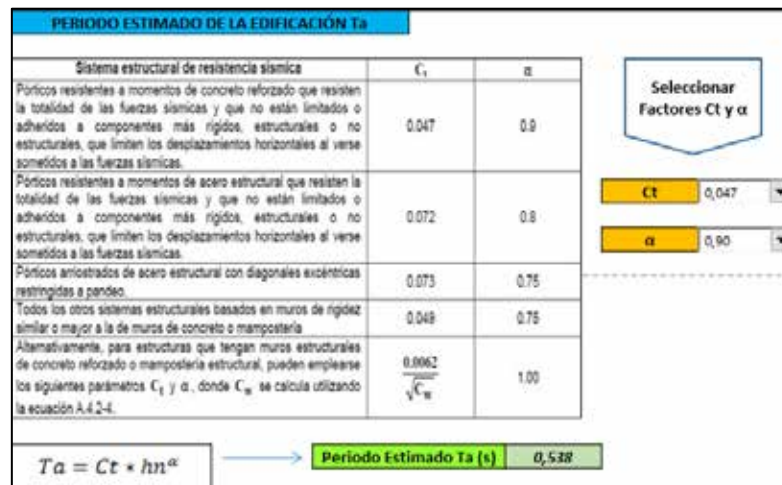 PERIODO ESTIMADO DE LA EDIFICACIÓN Ta
Sistema estructural de resistencia sísmica Ct α
Pórticos resistentes a momentos de concreto reforzado que resisten
la totalidad de las fuerzas sísmicas y que no están limitados o
adheridos a componentes más rígidos, estructurales o no
estructurales, que limiten los desplazamientos horizontales al verse
sometidos a las fuerzas sísmicas.
0.047 0.9
Pórticos resistentes a momentos de acero estructural que resisten la
totalidad de las fuerzas sísmicas y que no están limitados o
adheridos a componentes más rígidos, estructurales o no
estructurales, que limiten los desplazamientos horizontales al verse
sometidos a las fuerzas sísmicas.
0.072 0.8
Pórticos arriostrados de acero estructural con diagonales excéntricas
restringidas a pandeo.
0.073 0.75
Todos los otros sistemas estructurales basados en muros de rigidez
similar o mayor a la de muros de concreto o mampostería
0.049 0.75
Alternativamente, para estructuras que tengan muros estructurales
de concreto reforzado o mampostería estructural, pueden emplearse
los siguientes parámetros Ct y α, donde Cw se calcula utilizando
la ecuación A.4.2-4.
0.0062
√Cw
1.00
Seleccionar
Factores Ct y α
Ct 0,047
α 0,90
Ta = Ct * hn^α
Periodo Estimado Ta (s) 0,538